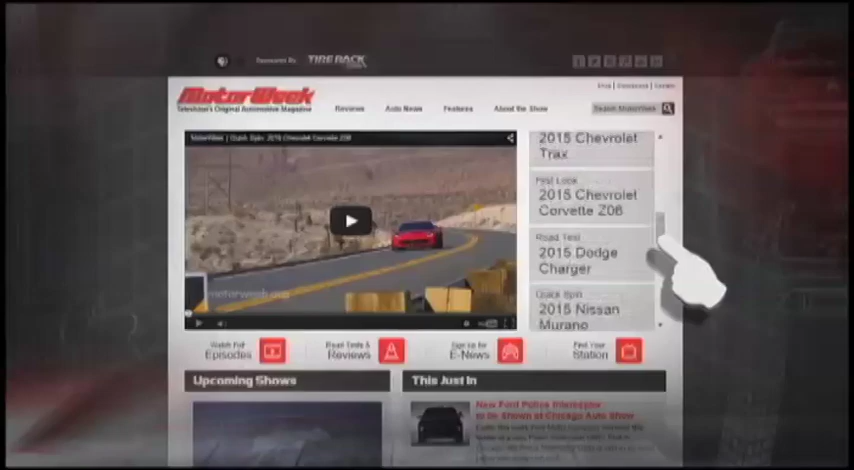 Sponsored By
TIRE RACK
MotorWeek
Television's Original Automotive Magazine
Reviews
Auto News
Features
About the Show
Search MotorWeek
2015 Chevrolet
Trax
First Look
2015 Chevrolet
Corvette Z06
Road Test
2015 Dodge
Charger
Quick Spin
2015 Nissan
Murano
motorweek.org
Watch Full
Episodes
Road Tests &
Reviews
Sign Up for
E-News
Find Your
Station
Upcoming Shows
This Just In
New Ford Police Interceptor
to Be Shown at Chicago Auto Show